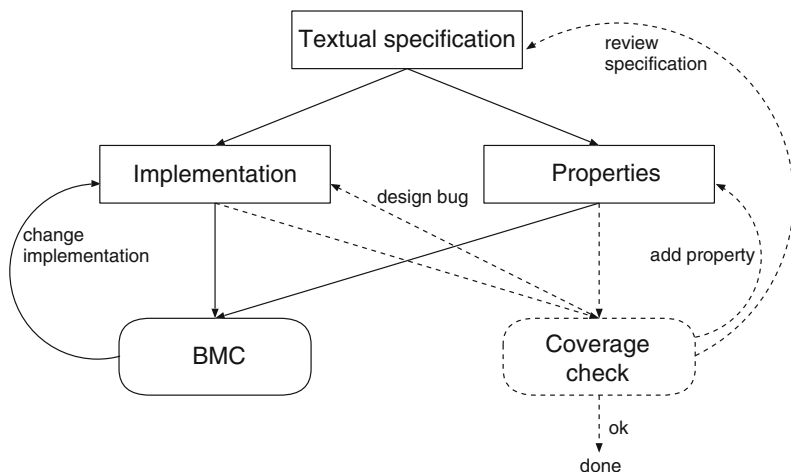 Textual specification
review
specification
Implementation
Properties
design bug
change
implementation
add property
BMC
Coverage
check
ok
done